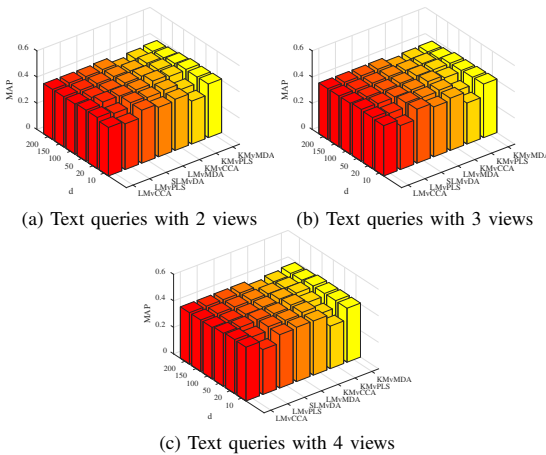 0.6
0.4
0.2
0
MAP
200
150
100
50
20
10
d
LMvCCA
LMvPLS
SLMvDA
LMvMDA
KMvCCA
KMvPLS
KMvMDA
(a) Text queries with 2 views
0.6
0.4
0.2
0
MAP
200
150
100
50
20
10
d
LMvCCA
LMvPLS
SLMvDA
LMvMDA
KMvCCA
KMvPLS
KMvMDA
(b) Text queries with 3 views
0.6
0.4
0.2
0
MAP
200
150
100
50
20
10
d
LMvCCA
LMvPLS
SLMvDA
LMvMDA
KMvCCA
KMvPLS
KMvMDA
(c) Text queries with 4 views